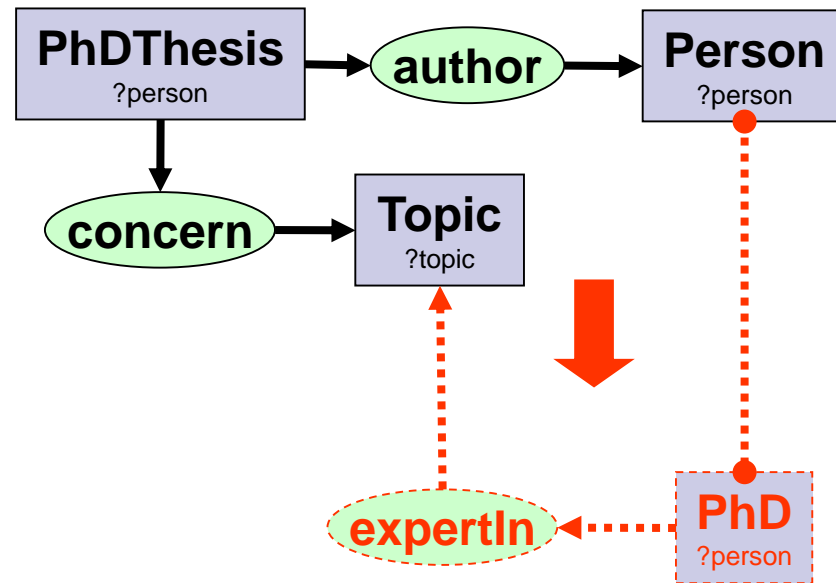 PhDThesis
?person
author
Person
?person
concern
Topic
?topic
expertIn
PhD
?person